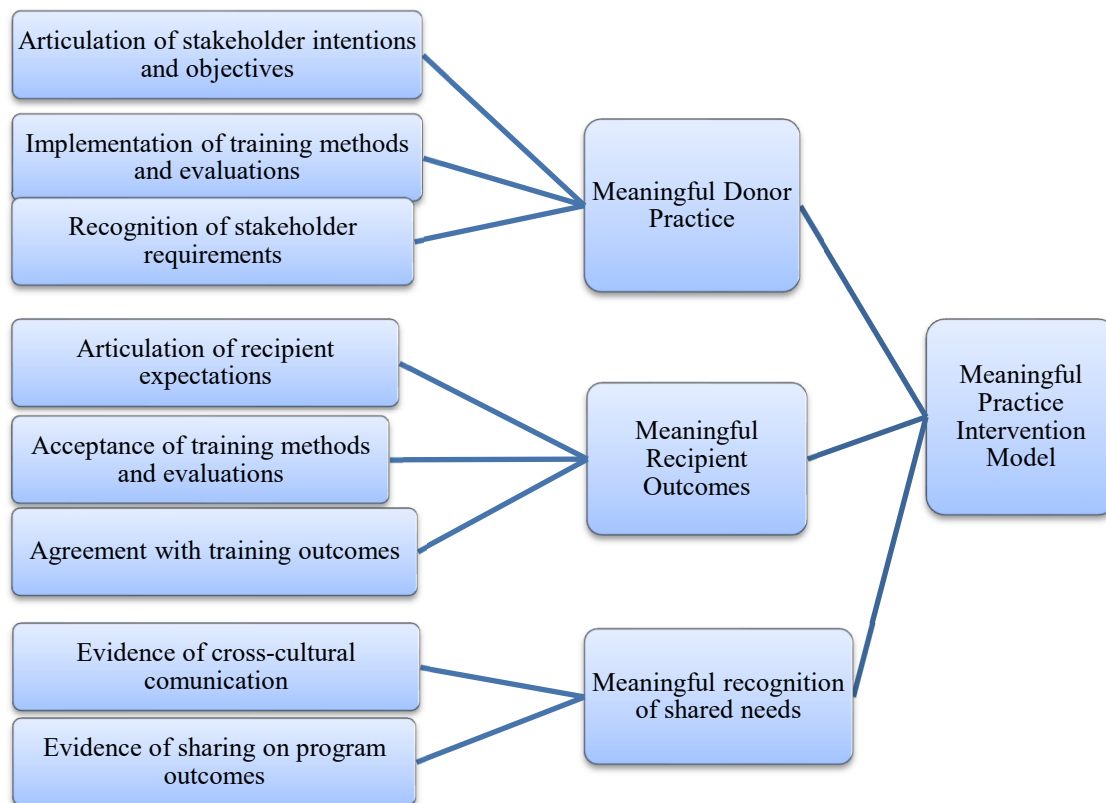 Articulation of stakeholder intentions
and objectives
Implementation of training methods
and evaluations
Recognition of stakeholder
requirements
Meaningful Donor
Practice
Articulation of recipient
expectations
Acceptance of training methods
and evaluations
Agreement with training outcomes
Meaningful
Recipient
Outcomes
Evidence of cross-cultural
comunication
Evidence of sharing on program
outcomes
Meaningful recognition
of shared needs
Meaningful
Practice
Intervention
Model